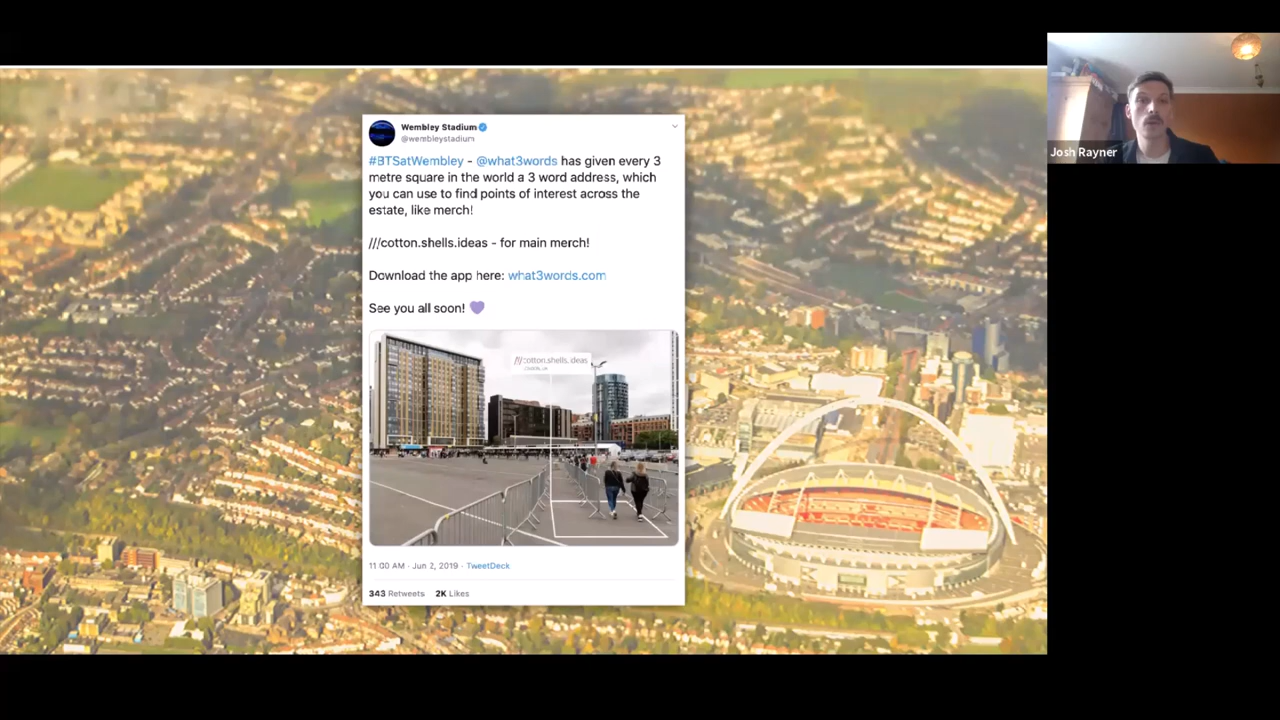 Wembley Stadium
@wembleystadium
#BTSatWembley - @what3words has given every 3
metre square in the world a 3 word address, which
you can use to find points of interest across the
estate, like merch!
///cotton.shells.ideas - for main merch!
Download the app here: what3words.com
See you all soon! 💜
///cotton.shells.ideas
11:00 AM · Jun 2, 2019 · TweetDeck
343 Retweets 2K Likes
Josh Rayner